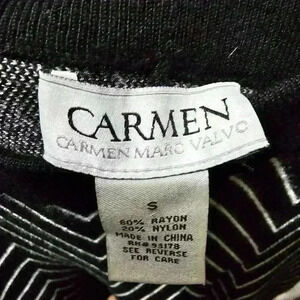 CARMEN
CARMEN MARC VALVO
S
60% RAYON
20% NYLON
MADE IN CHINA
RN# 93178
SEE REVERSE
FOR CARE